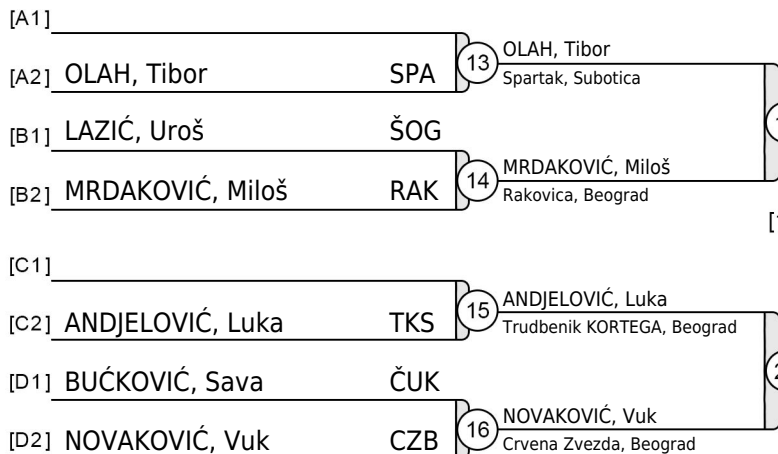 [A1]
[A2] OLAH, Tibor SPA
13 OLAH, Tibor
Spartak, Subotica
[B1] LAZIĆ, Uroš ŠOG
[B2] MRDAKOVIĆ, Miloš RAK
14 MRDAKOVIĆ, Miloš
Rakovica, Beograd
[C1]
[C2] ANDJELOVIĆ, Luka TKS
15 ANDJELOVIĆ, Luka
Trudbenik KORTEGA, Beograd
[D1] BUĆKOVIĆ, Sava ČUK
[D2] NOVAKOVIĆ, Vuk CZB
16 NOVAKOVIĆ, Vuk
Crvena Zvezda, Beograd